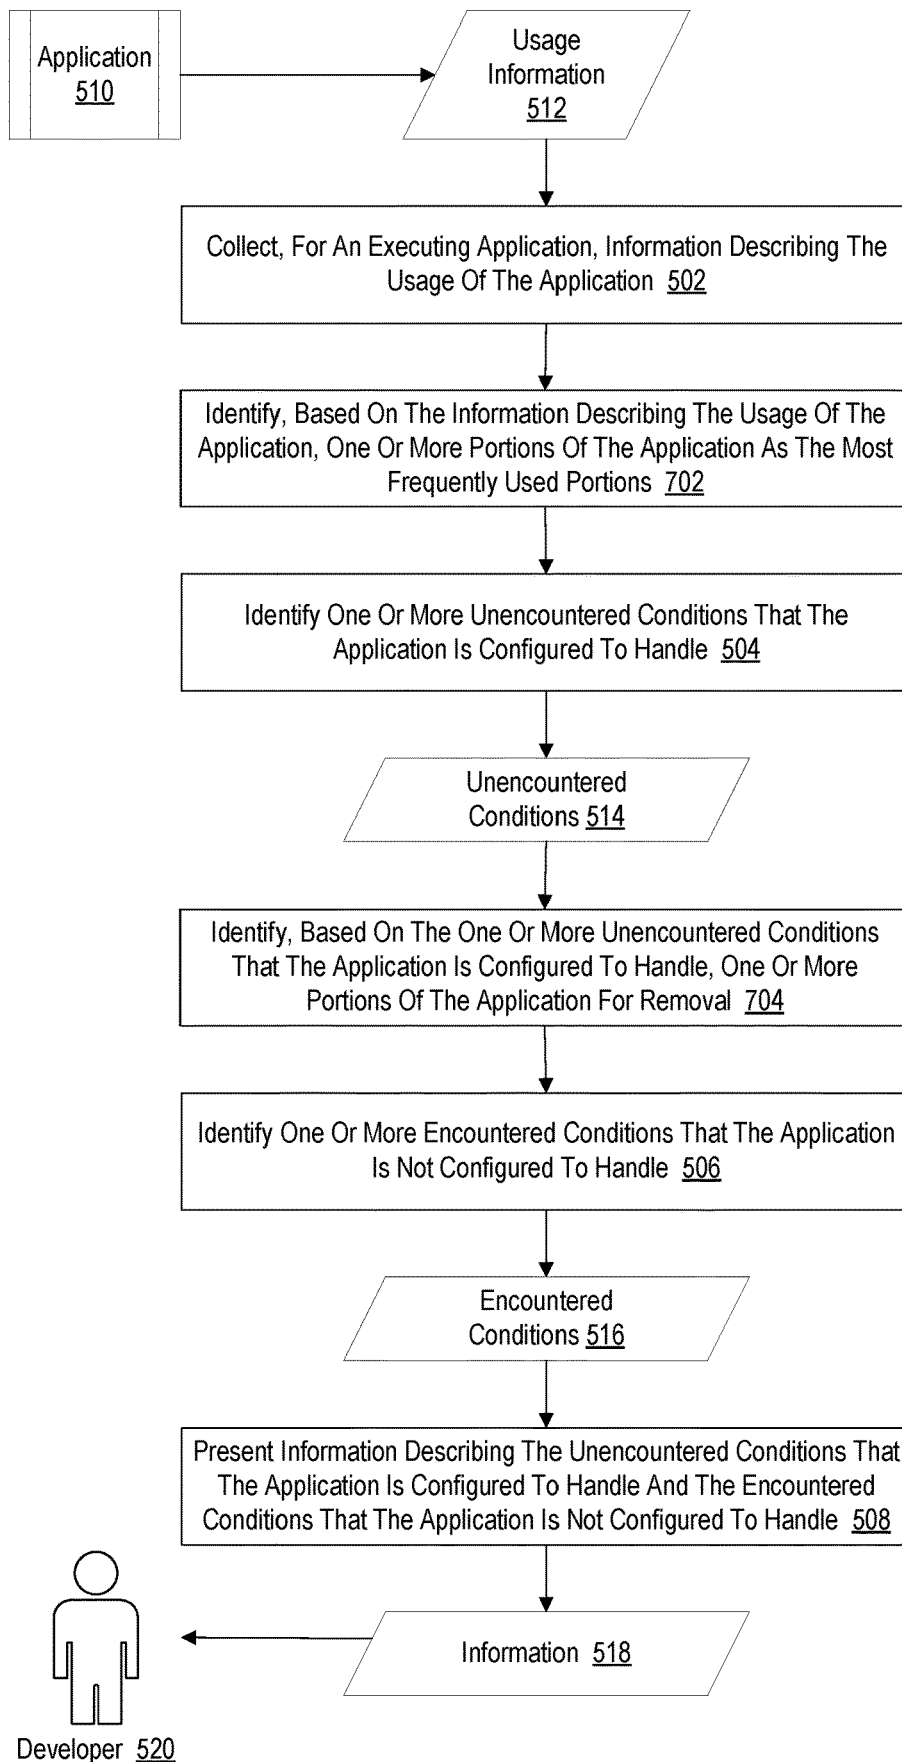 Application
510
Usage
Information
512
Collect, For An Executing Application, Information Describing The
Usage Of The Application 502
Identify, Based On The Information Describing The Usage Of The
Application, One Or More Portions Of The Application As The Most
Frequently Used Portions 702
Identify One Or More Unencountered Conditions That The
Application Is Configured To Handle 504
Unencountered
Conditions 514
Identify, Based On The One Or More Unencountered Conditions
That The Application Is Configured To Handle, One Or More
Portions Of The Application For Removal 704
Identify One Or More Encountered Conditions That The Application
Is Not Configured To Handle 506
Encountered
Conditions 516
Present Information Describing The Unencountered Conditions That
The Application Is Configured To Handle And The Encountered
Conditions That The Application Is Not Configured To Handle 508
Information 518
Developer 520